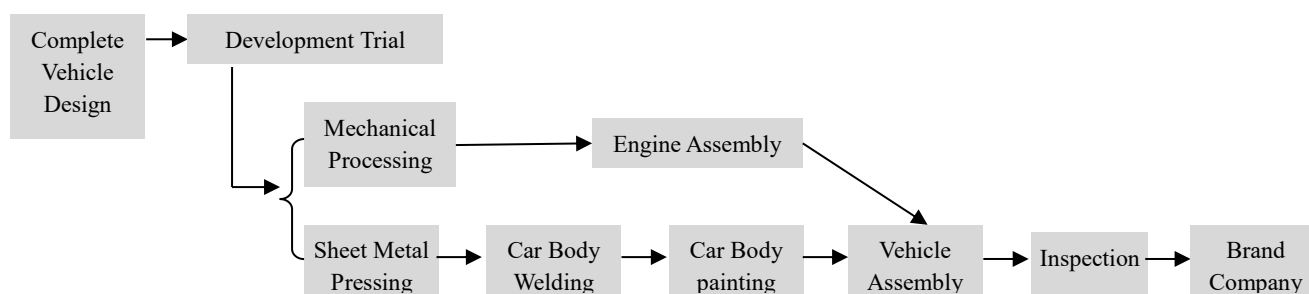 Complete
Vehicle
Design
Development Trial
Mechanical
Processing
Engine Assembly
Sheet Metal
Pressing
Car Body
Welding
Car Body
painting
Vehicle
Assembly
Inspection
Brand
Company